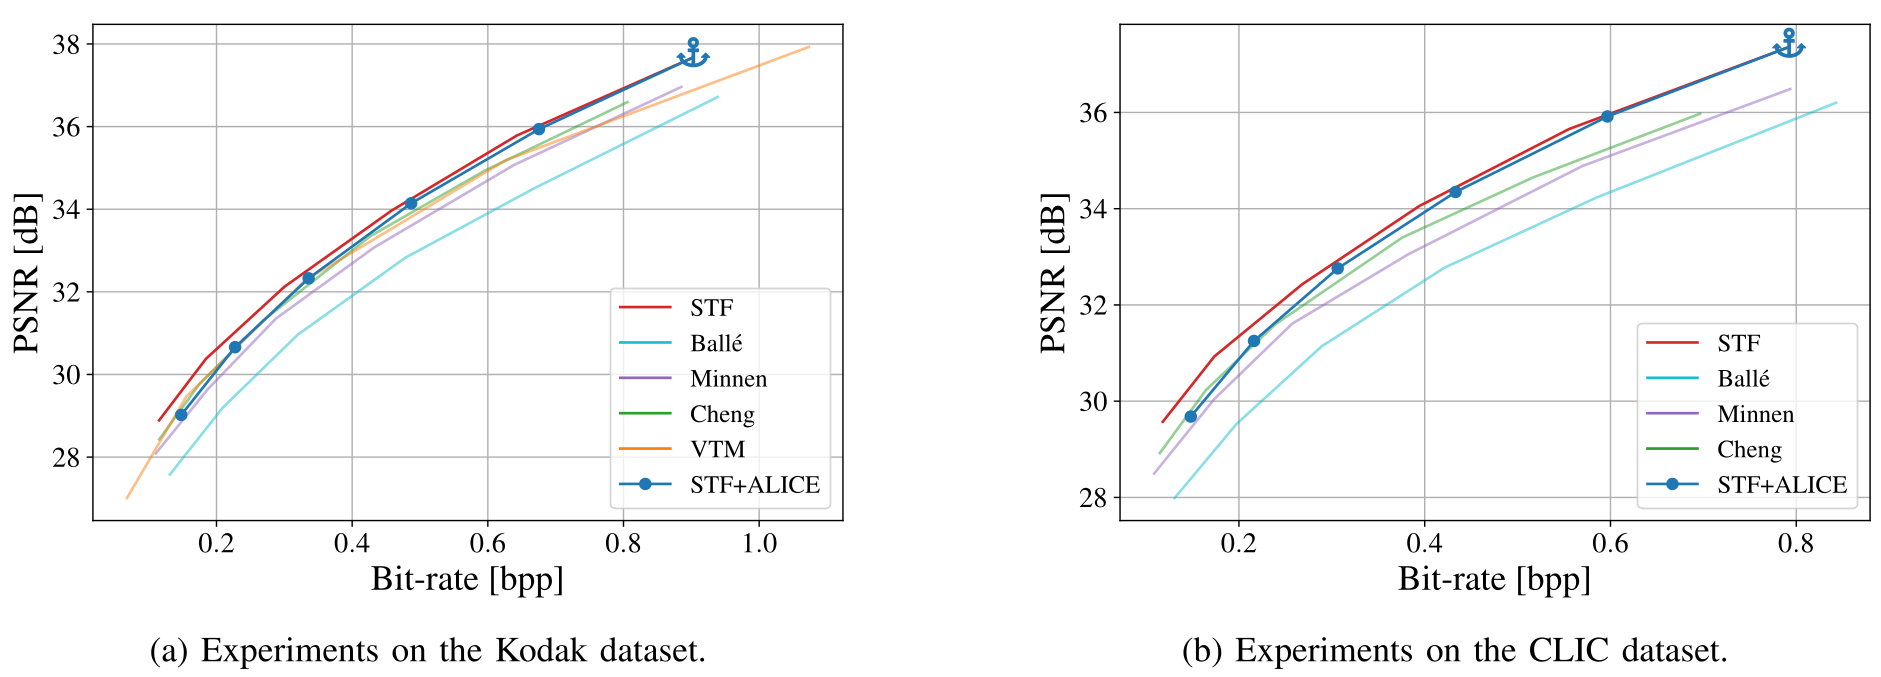 38
36
34
32
30
28
PSNR [dB]
0.2 0.4 0.6 0.8 1.0
Bit-rate [bpp]
STF
Ballé
Minnen
Cheng
VTM
STF+ALICE
(a) Experiments on the Kodak dataset.
36
34
32
30
28
PSNR [dB]
0.2 0.4 0.6 0.8
Bit-rate [bpp]
STF
Ballé
Minnen
Cheng
STF+ALICE
(b) Experiments on the CLIC dataset.